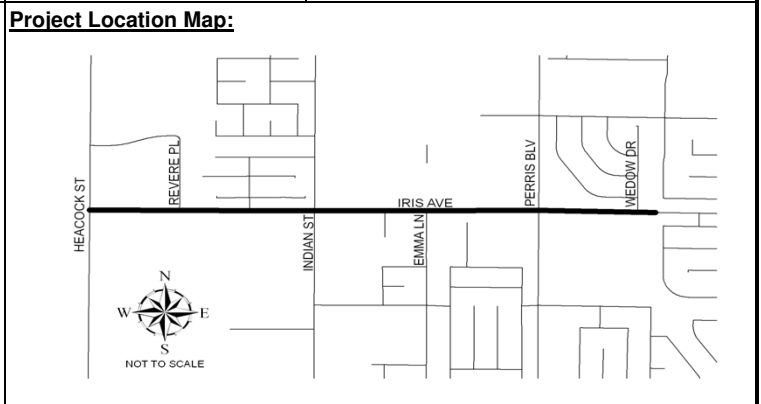 Project Location Map:
HEACOCK ST
REVERE PL
INDIAN ST
IRIS AVE
EMMA LN
PERRIS BLV
WEDOW DR
N
W E
S
NOT TO SCALE